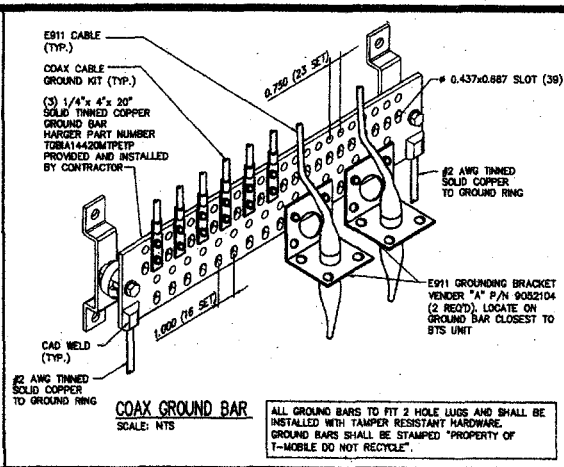 E911 CABLE
(TYP.)
COAX CABLE
GROUND KIT (TYP.)
(3) 1/4"x 4"x 20"
SOLID TINNED COPPER
GROUND BAR
HARGER PART NUMBER
TGBIA14420MTPETP
PROVIDED AND INSTALLED
BY CONTRACTOR
0.750 (23 SET)
ø 0.437x0.687 SLOT (39)
#2 AWG TINNED
SOLID COPPER
TO GROUND RING
E911 GROUNDING BRACKET
VENDER "A" P/N 9052104
(2 REQ'D). LOCATE ON
GROUND BAR CLOSEST TO
BTS UNIT
1.000 (16 SET)
CAD WELD
(TYP.)
#2 AWG TINNED
SOLID COPPER
TO GROUND RING
COAX GROUND BAR
SCALE: NTS
ALL GROUND BARS TO FIT 2 HOLE LUGS AND SHALL BE
INSTALLED WITH TAMPER RESISTANT HARDWARE.
GROUND BARS SHALL BE STAMPED "PROPERTY OF
T-MOBILE DO NOT RECYCLE".